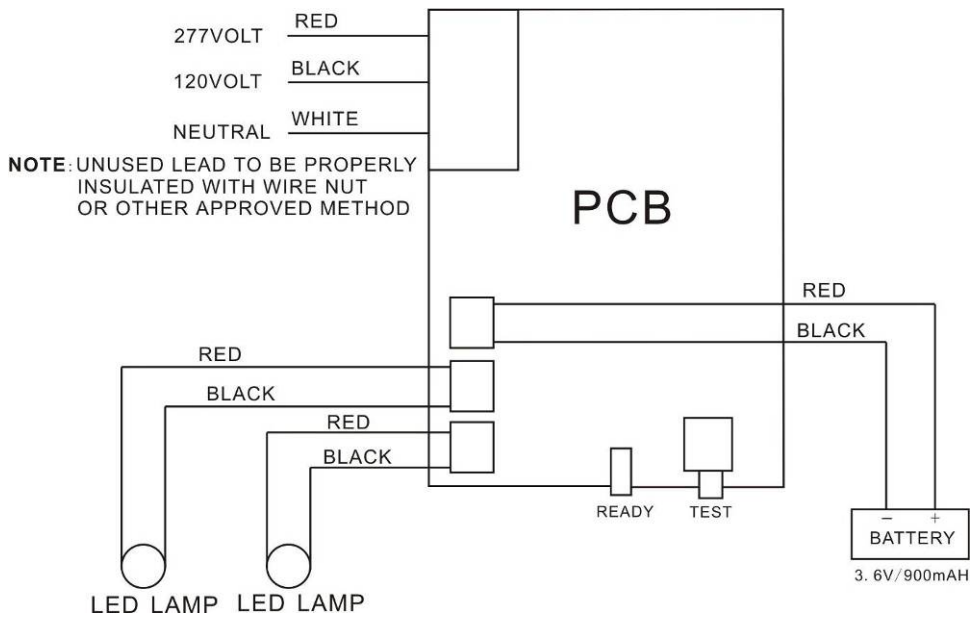 277VOLT RED
120VOLT BLACK
NEUTRAL WHITE
NOTE:UNUSED LEAD TO BE PROPERLY
INSULATED WITH WIRE NUT
OR OTHER APPROVED METHOD
PCB
RED
BLACK
RED
BLACK
RED
BLACK
READY TEST
- +
BATTERY
3. 6V/900mAH
LED LAMP LED LAMP